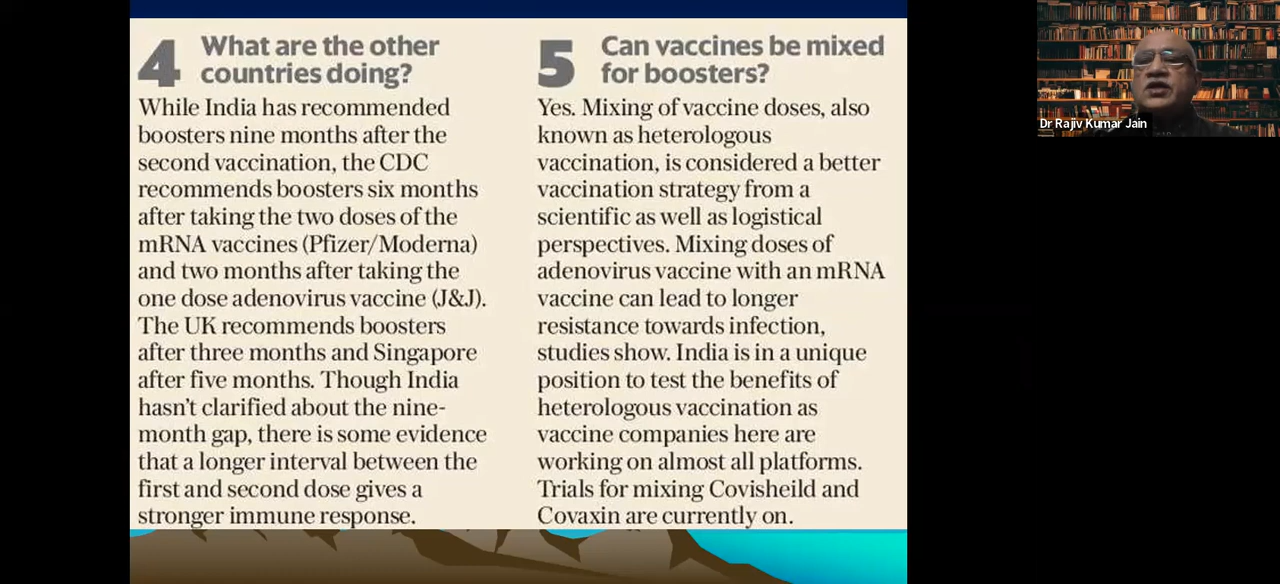 4 What are the other
countries doing?
While India has recommended
boosters nine months after the
second vaccination, the CDC
recommends boosters six months
after taking the two doses of the
mRNA vaccines (Pfizer/Moderna)
and two months after taking the
one dose adenovirus vaccine (J&J).
The UK recommends boosters
after three months and Singapore
after five months. Though India
hasn't clarified about the nine-
month gap, there is some evidence
that a longer interval between the
first and second dose gives a
stronger immune response.
5 Can vaccines be mixed
for boosters?
Yes. Mixing of vaccine doses, also
known as heterologous
vaccination, is considered a better
vaccination strategy from a
scientific as well as logistical
perspectives. Mixing doses of
adenovirus vaccine with an mRNA
vaccine can lead to longer
resistance towards infection,
studies show. India is in a unique
position to test the benefits of
heterologous vaccination as
vaccine companies here are
working on almost all platforms.
Trials for mixing Covisheild and
Covaxin are currently on.
Dr Rajiv Kumar Jain